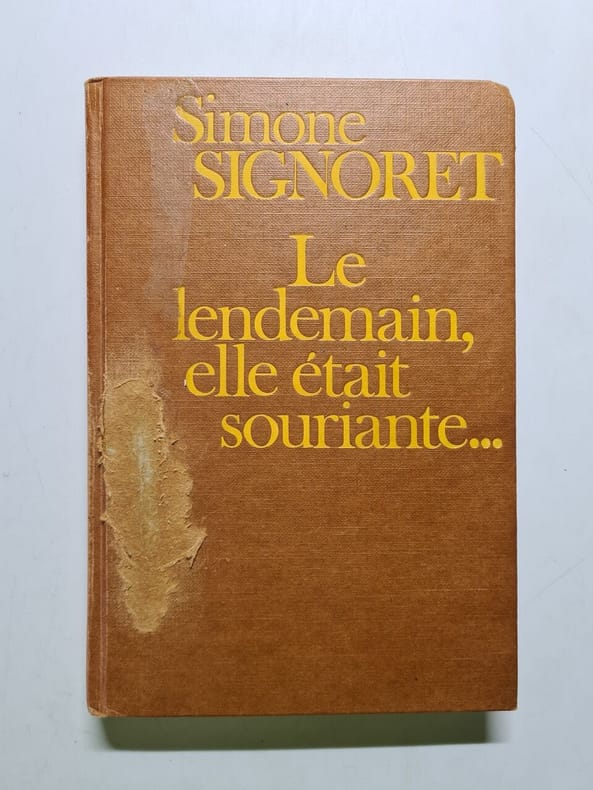 Simone
SIGNORET
Le
lendemain,
elle était
souriante...